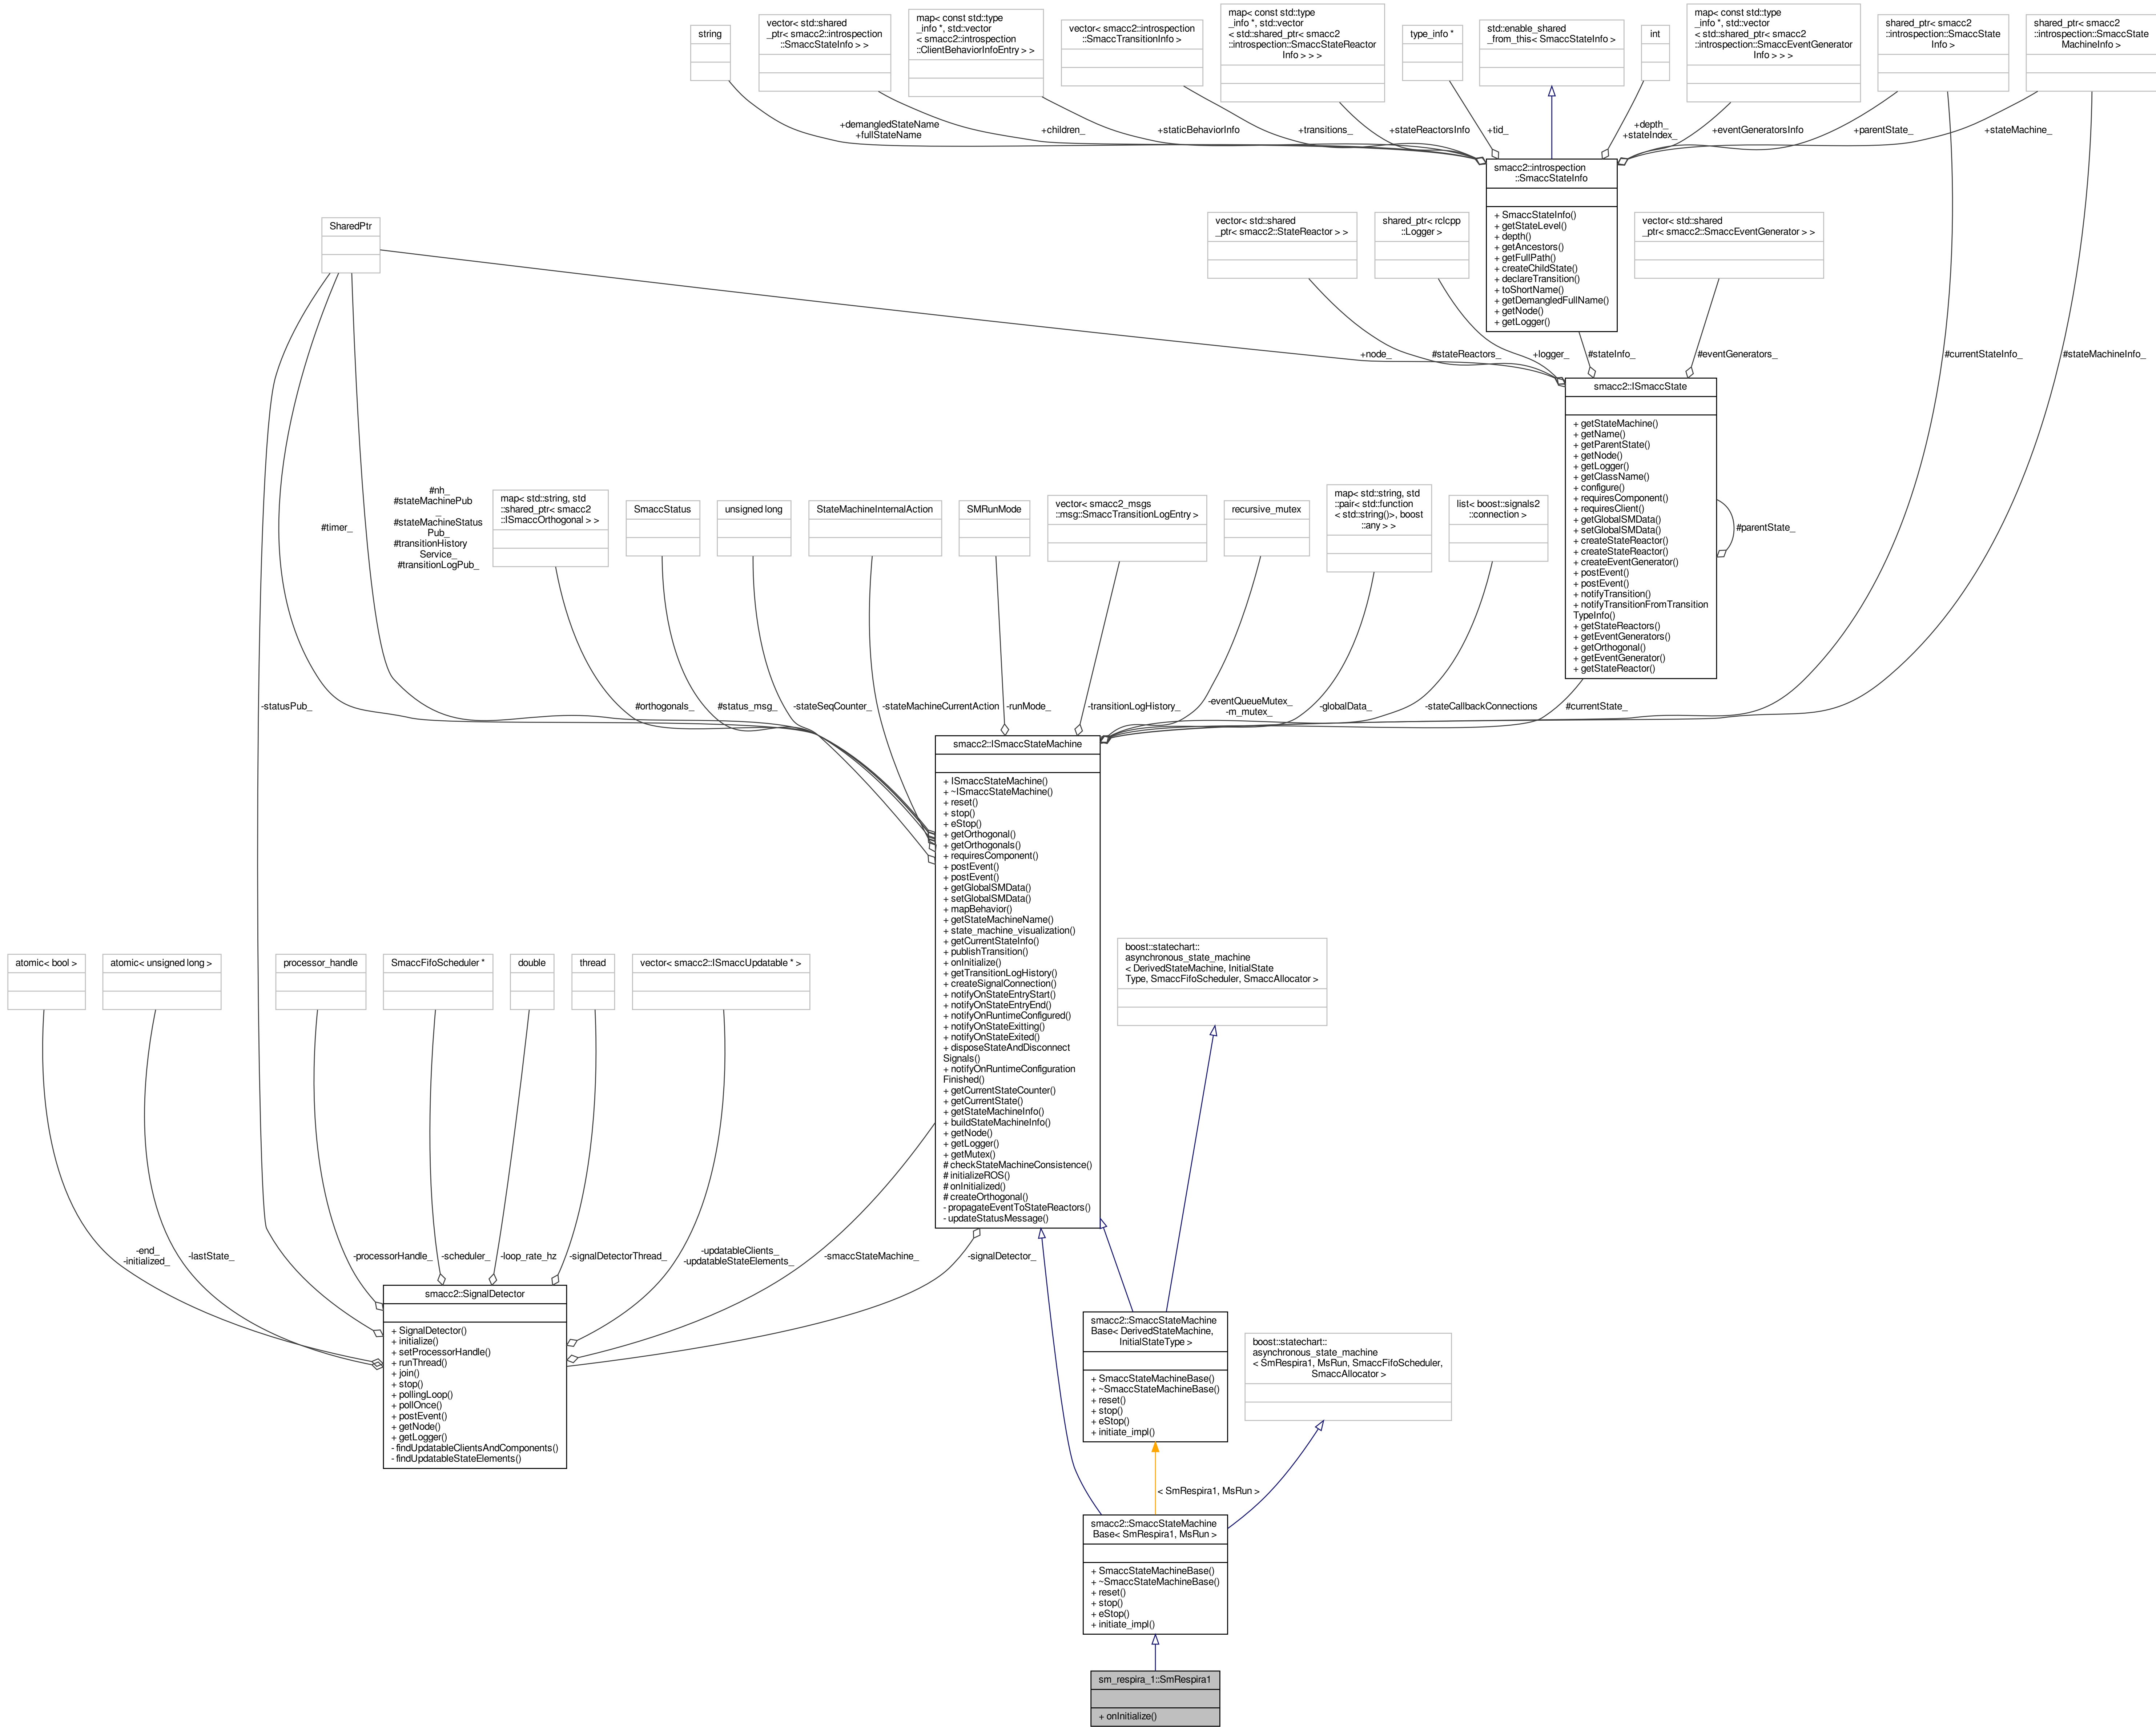 string
vector< std::shared
_ptr< smacc2::introspection
::SmaccStateInfo > >
map< const std::type
_info *, std::vector
< smacc2::introspection
::ClientBehaviorInfoEntry > >
vector< smacc2::introspection
::SmaccTransitionInfo >
map< const std::type
_info *, std::vector
< std::shared_ptr< smacc2
::introspection::SmaccStateReactor
Info > > >
type_info *
std::enable_shared
_from_this< SmaccStateInfo >
int
map< const std::type
_info *, std::vector
< std::shared_ptr< smacc2
::introspection::SmaccEventGenerator
Info > > >
shared_ptr< smacc2
::introspection::SmaccState
Info >
shared_ptr< smacc2
::introspection::SmaccState
MachineInfo >
+demangledStateName
+fullStateName
+children_
+staticBehaviorInfo
+transitions_
+stateReactorsInfo
+tid_
+depth_
+stateIndex_
+eventGeneratorsInfo
+parentState_
+stateMachine_
smacc2::introspection
::SmaccStateInfo
+ SmaccStateInfo()
+ getStateLevel()
+ depth()
+ getAncestors()
+ getFullPath()
+ createChildState()
+ declareTransition()
+ toShortName()
+ getDemangledFullName()
+ getNode()
+ getLogger()
SharedPtr
vector< std::shared
_ptr< smacc2::StateReactor > >
shared_ptr< rclcpp
::Logger >
vector< std::shared
_ptr< smacc2::SmaccEventGenerator > >
+node_
#stateReactors_
+logger_
#stateInfo_
#eventGenerators_
#currentStateInfo_
#stateMachineInfo_
smacc2::ISmaccState
+ getStateMachine()
+ getName()
+ getParentState()
+ getNode()
+ getLogger()
+ getClassName()
+ configure()
+ requiresComponent()
+ requiresClient()
+ getGlobalSMData()
+ setGlobalSMData()
+ createStateReactor()
+ createStateReactor()
+ createEventGenerator()
+ postEvent()
+ postEvent()
+ notifyTransition()
+ notifyTransitionFromTransition
TypeInfo()
+ getStateReactors()
+ getEventGenerators()
+ getOrthogonal()
+ getEventGenerator()
+ getStateReactor()
#parentState_
#timer_
#nh_
#stateMachinePub
_
#stateMachineStatus
Pub_
#transitionHistory
Service_
#transitionLogPub_
map< std::string, std
::shared_ptr< smacc2
::ISmaccOrthogonal > >
SmaccStatus
unsigned long
StateMachineInternalAction
SMRunMode
vector< smacc2_msgs
::msg::SmaccTransitionLogEntry >
recursive_mutex
map< std::string, std
::pair< std::function
< std::string()>, boost
::any > >
list< boost::signals2
::connection >
-statusPub_
#orthogonals_
#status_msg_
-stateSeqCounter_
-stateMachineCurrentAction
-runMode_
-transitionLogHistory_
-eventQueueMutex_
-m_mutex_
-globalData_
-stateCallbackConnections
#currentState_
smacc2::ISmaccStateMachine
+ ISmaccStateMachine()
+ ~ISmaccStateMachine()
+ reset()
+ stop()
+ eStop()
+ getOrthogonal()
+ getOrthogonals()
+ requiresComponent()
+ postEvent()
+ postEvent()
+ getGlobalSMData()
+ setGlobalSMData()
+ mapBehavior()
+ getStateMachineName()
+ state_machine_visualization()
+ getCurrentStateInfo()
+ publishTransition()
+ onInitialize()
+ getTransitionLogHistory()
+ createSignalConnection()
+ notifyOnStateEntryStart()
+ notifyOnStateEntryEnd()
+ notifyOnRuntimeConfigured()
+ notifyOnStateExitting()
+ notifyOnStateExited()
+ disposeStateAndDisconnect
Signals()
+ notifyOnRuntimeConfiguration
Finished()
+ getCurrentStateCounter()
+ getCurrentState()
+ getStateMachineInfo()
+ buildStateMachineInfo()
+ getNode()
+ getLogger()
+ getMutex()
# checkStateMachineConsistence()
# initializeROS()
# onInitialized()
# createOrthogonal()
- propagateEventToStateReactors()
- updateStatusMessage()
atomic< bool >
atomic< unsigned long >
processor_handle
SmaccFifoScheduler *
double
thread
vector< smacc2::ISmaccUpdatable * >
boost::statechart::
asynchronous_state_machine
< DerivedStateMachine, InitialState
Type, SmaccFifoScheduler, SmaccAllocator >
-end_
-initialized_
-lastState_
-processorHandle_
-scheduler_
-loop_rate_hz
-signalDetectorThread_
-updatableClients_
-updatableStateElements_
-smaccStateMachine_
-signalDetector_
smacc2::SignalDetector
+ SignalDetector()
+ initialize()
+ setProcessorHandle()
+ runThread()
+ join()
+ stop()
+ pollingLoop()
+ pollOnce()
+ postEvent()
+ getNode()
+ getLogger()
- findUpdatableClientsAndComponents()
- findUpdatableStateElements()
smacc2::SmaccStateMachine
Base< DerivedStateMachine,
InitialStateType >
+ SmaccStateMachineBase()
+ ~SmaccStateMachineBase()
+ reset()
+ stop()
+ eStop()
+ initiate_impl()
boost::statechart::
asynchronous_state_machine
< SmRespira1, MsRun, SmaccFifoScheduler,
SmaccAllocator >
< SmRespira1, MsRun >
smacc2::SmaccStateMachine
Base< SmRespira1, MsRun >
+ SmaccStateMachineBase()
+ ~SmaccStateMachineBase()
+ reset()
+ stop()
+ eStop()
+ initiate_impl()
sm_respira_1::SmRespira1
+ onInitialize()